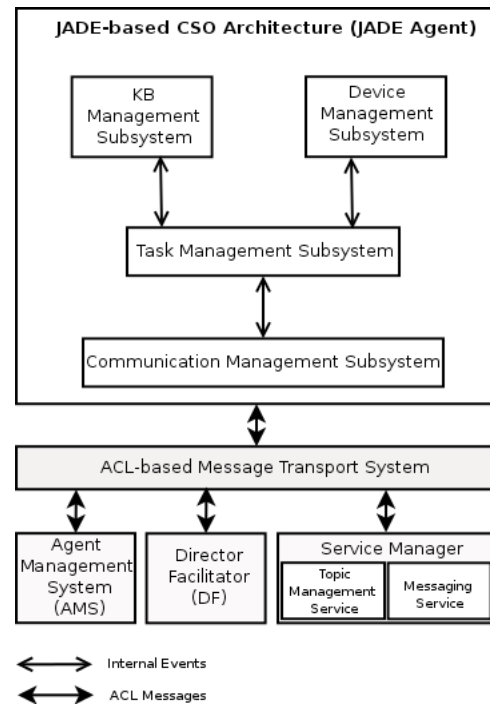 JADE-based CSO Architecture (JADE Agent)
KB
Management
Subsystem
Device
Management
Subsystem
Task Management Subsystem
Communication Management Subsystem
ACL-based Message Transport System
Agent
Management
System
(AMS)
Director
Facilitator
(DF)
Service Manager
Topic
Management
Service
Messaging
Service
Internal Events
ACL Messages